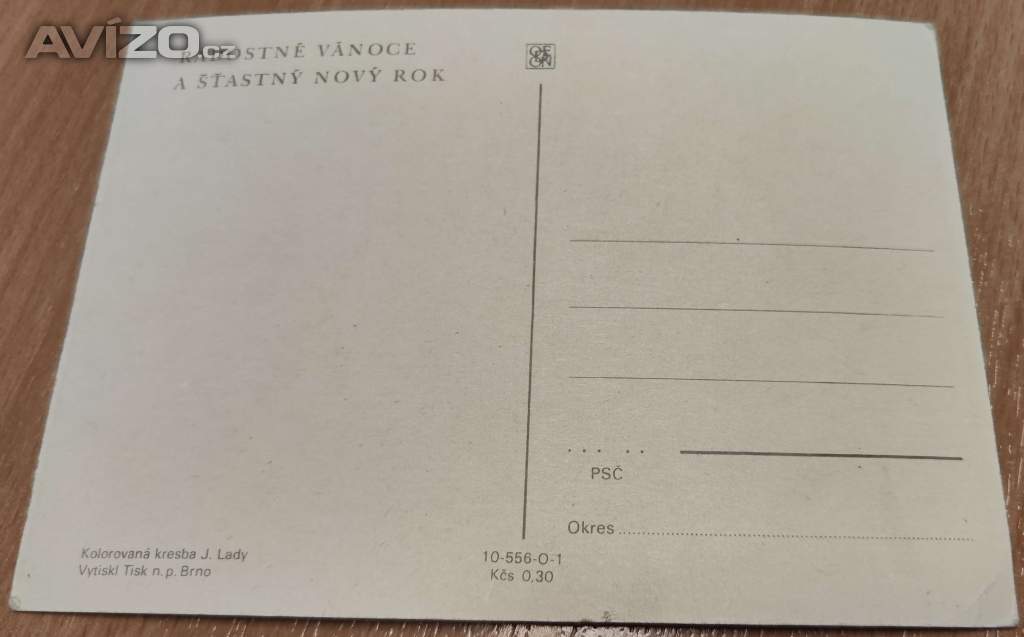 AVÍZO.cz
RADOSTNÉ VÁNOCE
A ŠŤASTNÝ NOVÝ ROK
ODEON
PSČ
Okres
Kolorovaná kresba J. Lady
Vytiskl Tisk n. p. Brno
10-556-O-1
Kčs 0,30